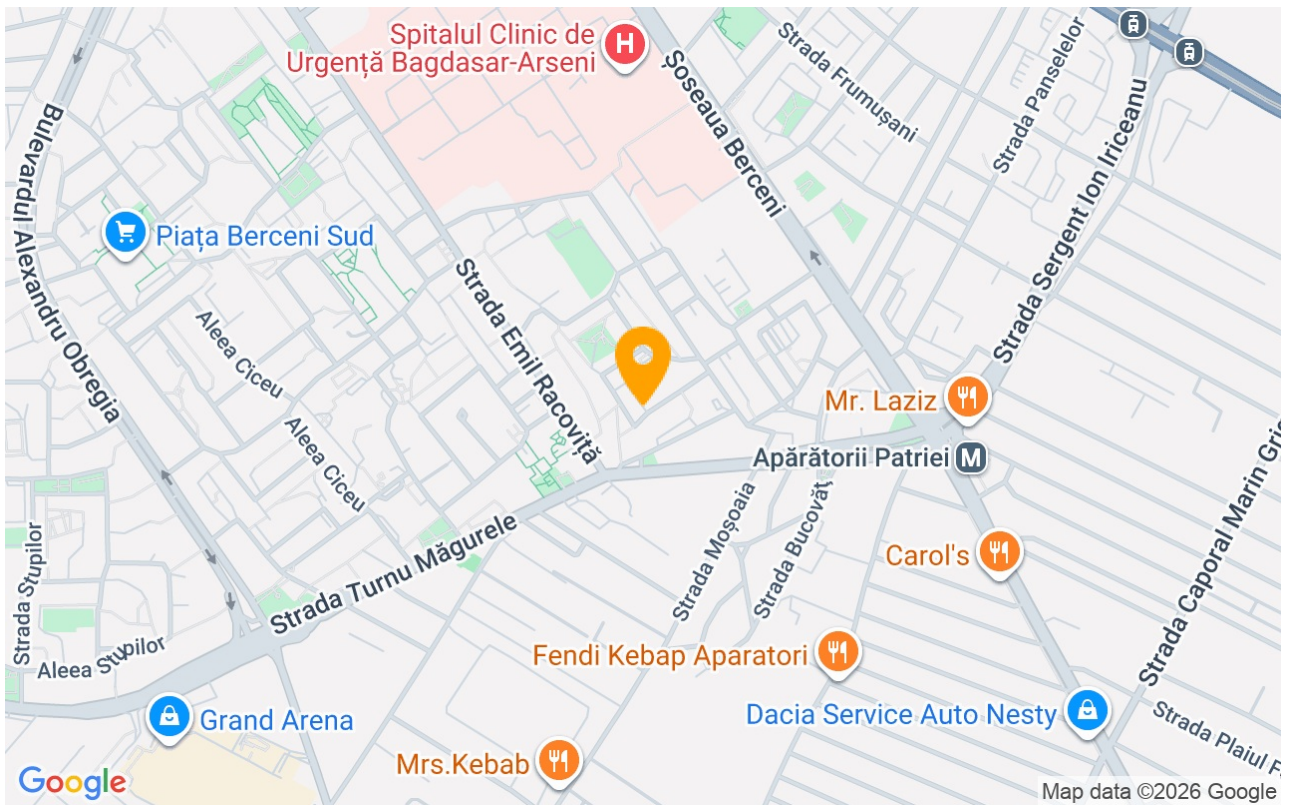 Spitalul Clinic de
Urgență Bagdasar-Arseni
H
Șoseaua Berceni
Strada Frumușani
Strada Panselelor
Strada Sergent Ion Iriceanu
Bulevardul Alexandru Obregia
Piața Berceni Sud
Strada Emil Racoviță
Aleea Ciceu
Aleea Ciceu
Mr. Laziz
Apărătorii Patriei M
Strada Caporal Marin Gri
Strada Turnu Măgurele
Strada Moșoaia
Strada Bucovăț
Carol's
Strada Stupilor
Aleea Stupilor
Fendi Kebap Aparatori
Grand Arena
Dacia Service Auto Nesty
Strada Plaiul F
Mrs.Kebab
Google
Map data ©2026 Google